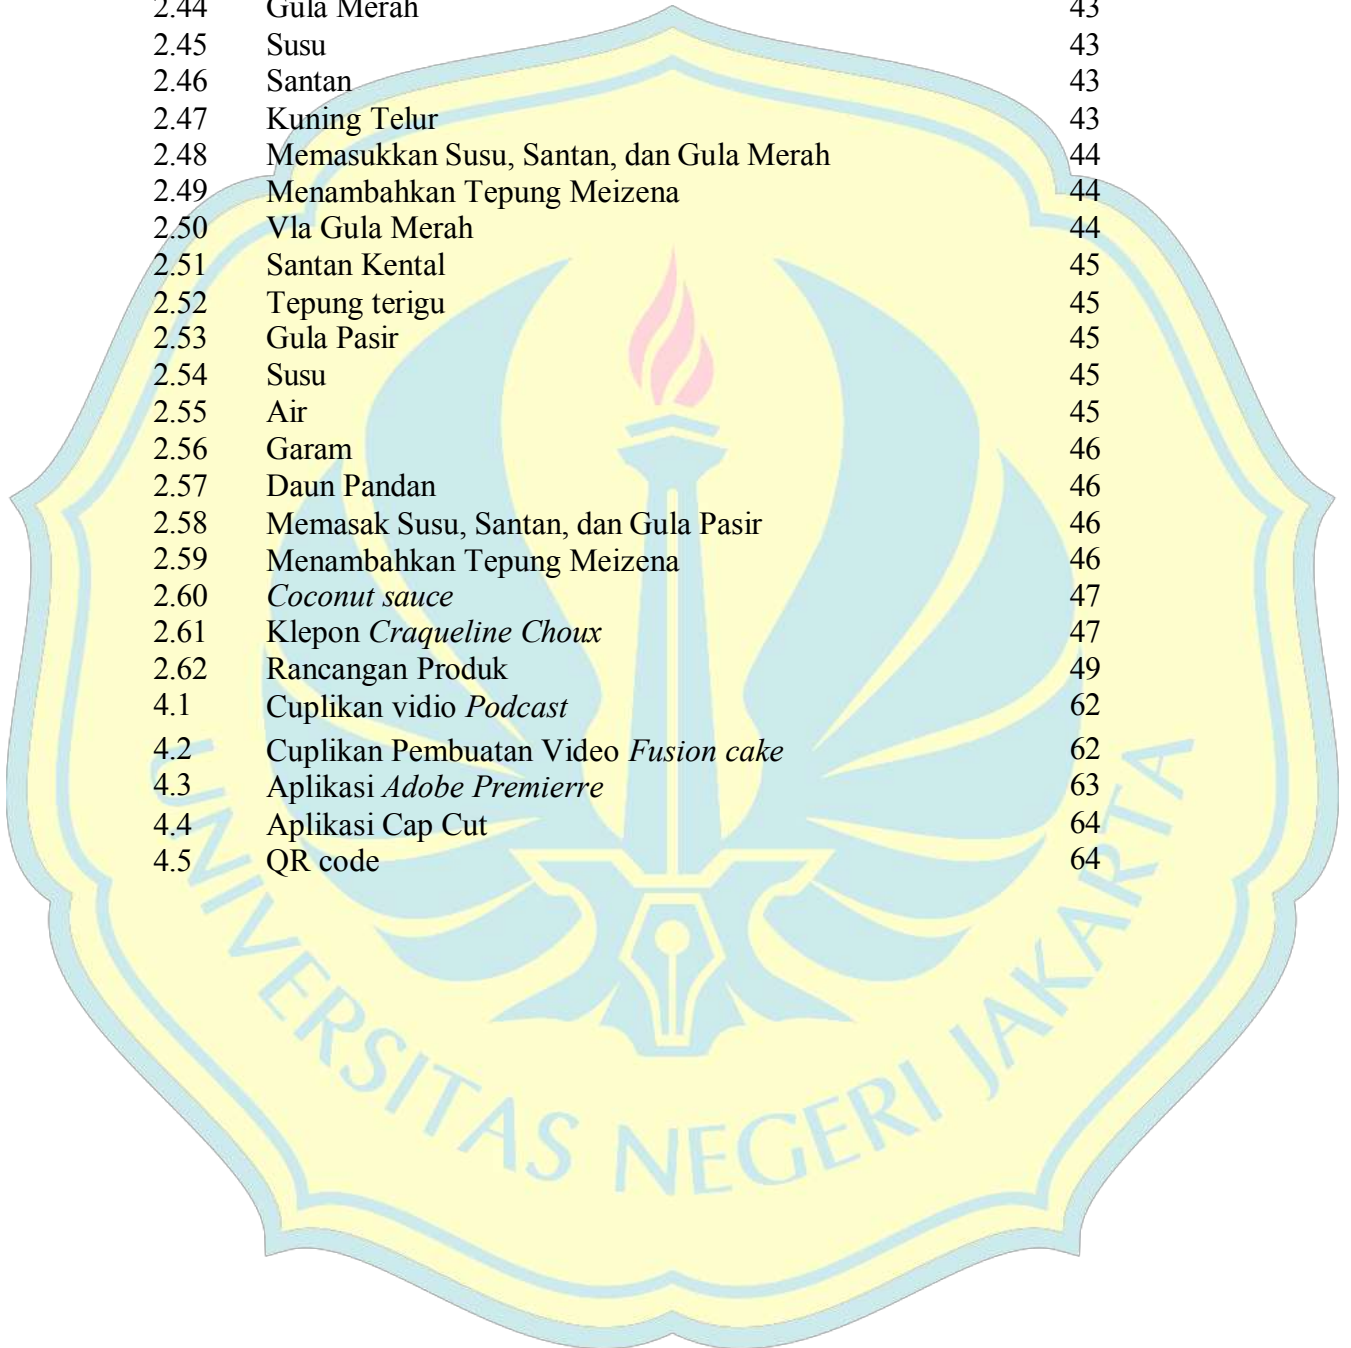 2.44 Gula Merah 43
2.45 Susu 43
2.46 Santan 43
2.47 Kuning Telur 43
2.48 Memasukkan Susu, Santan, dan Gula Merah 44
2.49 Menambahkan Tepung Meizena 44
2.50 Vla Gula Merah 44
2.51 Santan Kental 45
2.52 Tepung terigu 45
2.53 Gula Pasir 45
2.54 Susu 45
2.55 Air 45
2.56 Garam 46
2.57 Daun Pandan 46
2.58 Memasak Susu, Santan, dan Gula Pasir 46
2.59 Menambahkan Tepung Meizena 46
2.60 Coconut sauce 47
2.61 Klepon Craqueline Choux 47
2.62 Rancangan Produk 49
4.1 Cuplikan vidio Podcast 62
4.2 Cuplikan Pembuatan Video Fusion cake 62
4.3 Aplikasi Adobe Premierre 63
4.4 Aplikasi Cap Cut 64
4.5 QR code 64
UNIVERSITAS NEGERI JAKARTA